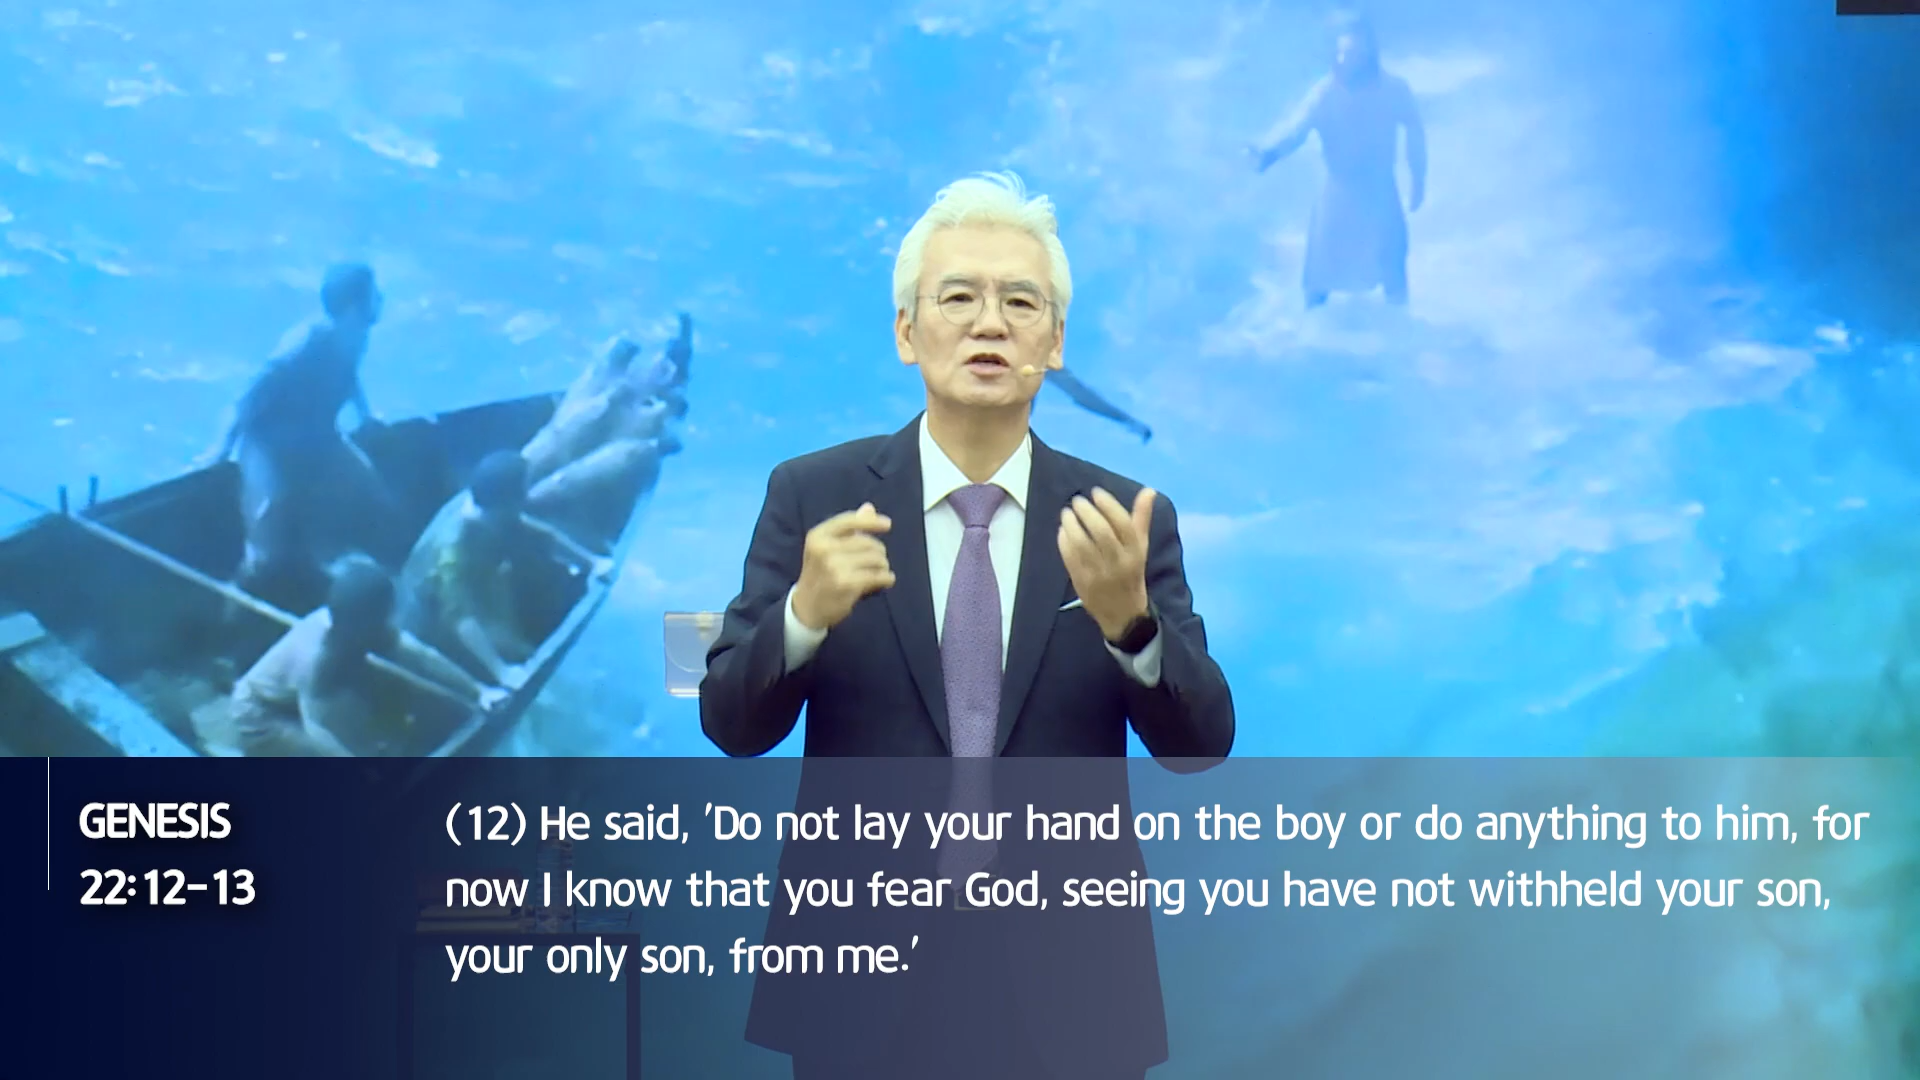 GENESIS
22:12-13
(12) He said, 'Do not lay your hand on the boy or do anything to him, for
now I know that you fear God, seeing you have not withheld your son,
your only son, from me.'